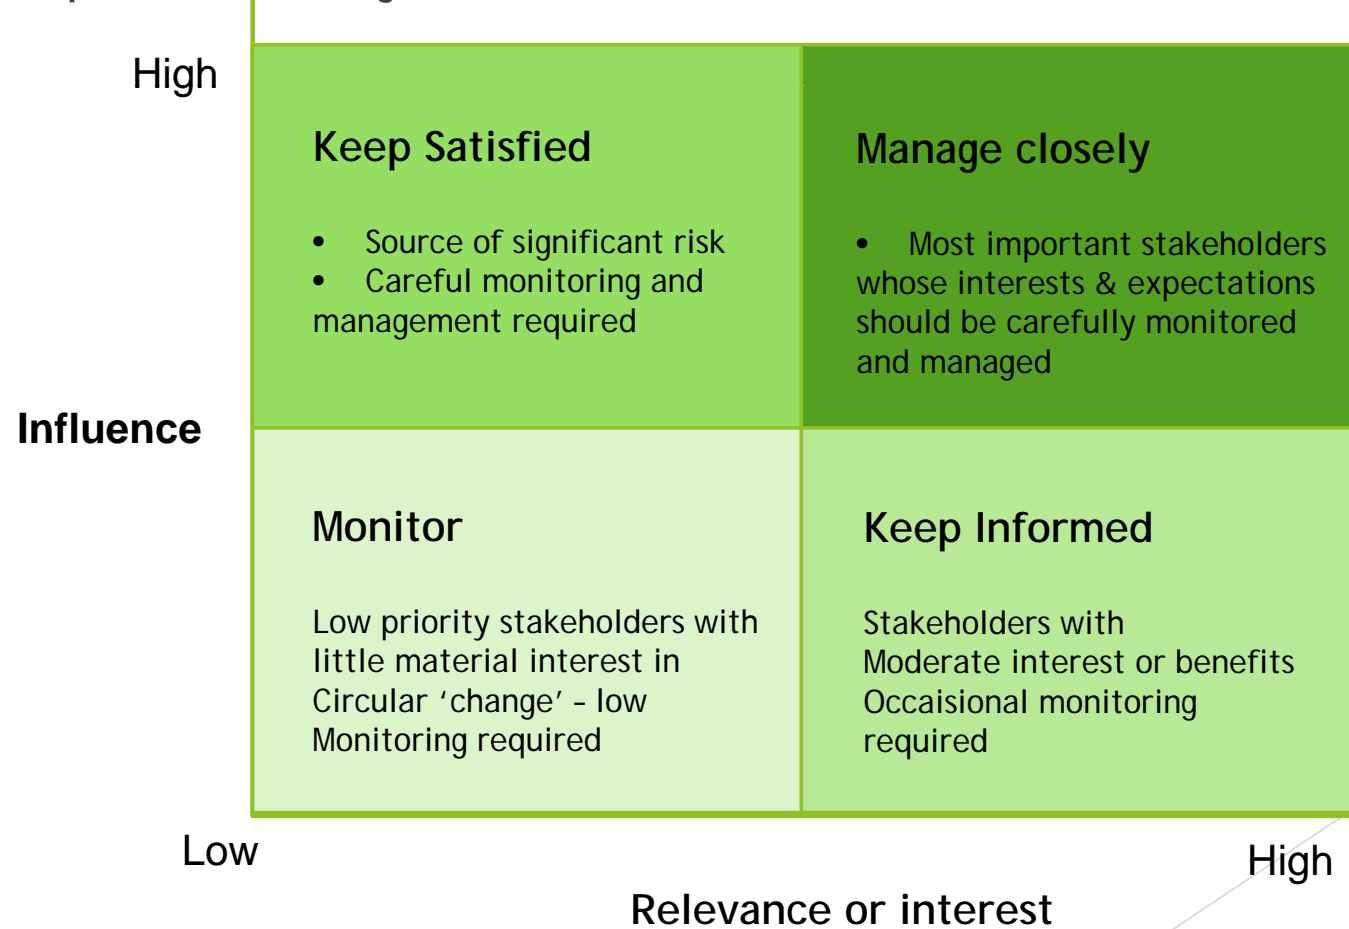 High
Keep Satisfied
• Source of significant risk
• Careful monitoring and
management required
Manage closely
• Most important stakeholders
whose interests & expectations
should be carefully monitored
and managed
Influence
Monitor
Low priority stakeholders with
little material interest in
Circular ‘change’ – low
Monitoring required
Keep Informed
Stakeholders with
Moderate interest or benefits
Occaisional monitoring
required
Low
High
Relevance or interest